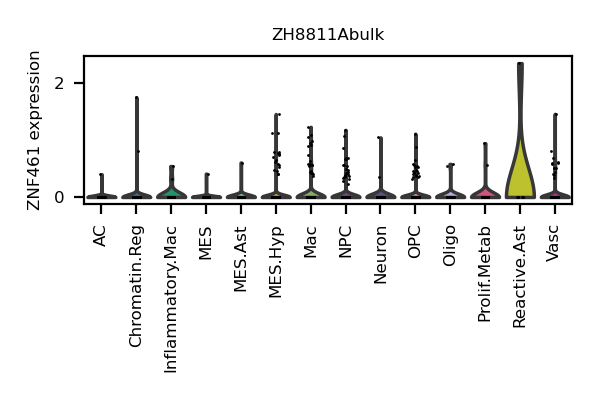 ZH8811Abulk
ZNF461 expression
2
0
AC
Chromatin.Reg
Inflammatory.Mac
MES
MES.Ast
MES.Hyp
Mac
NPC
Neuron
OPC
Oligo
Prolif.Metab
Reactive.Ast
Vasc